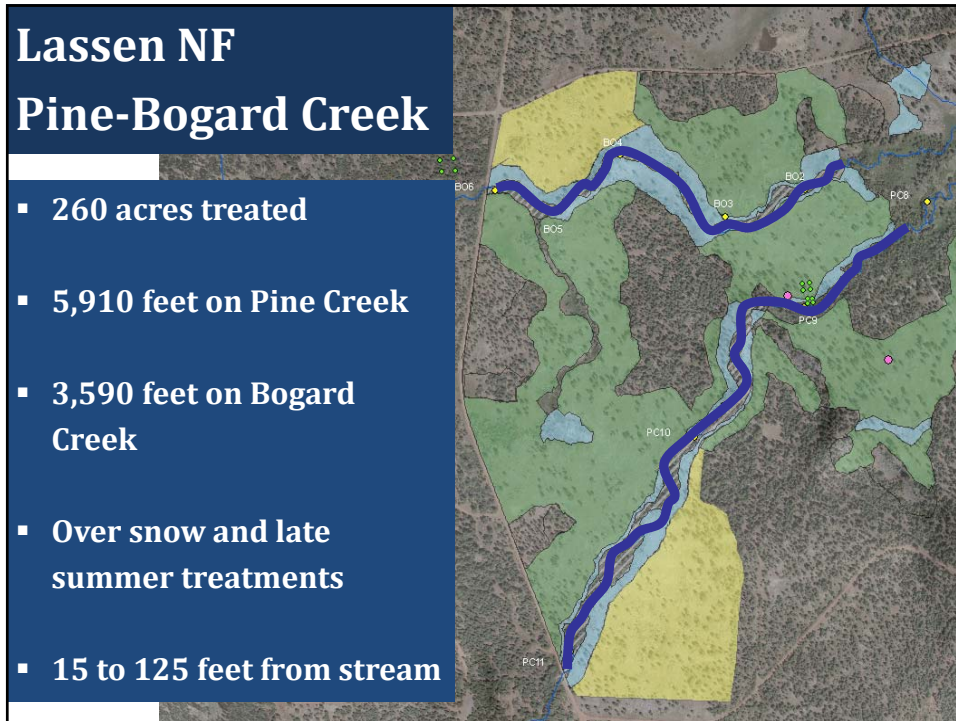 Lassen NF
Pine-Bogard Creek
▪ 260 acres treated
▪ 5,910 feet on Pine Creek
▪ 3,590 feet on Bogard
Creek
▪ Over snow and late
summer treatments
▪ 15 to 125 feet from stream
BO4
BO6
BO2
PC8
BO3
BO5
PC9
PC10
PC11